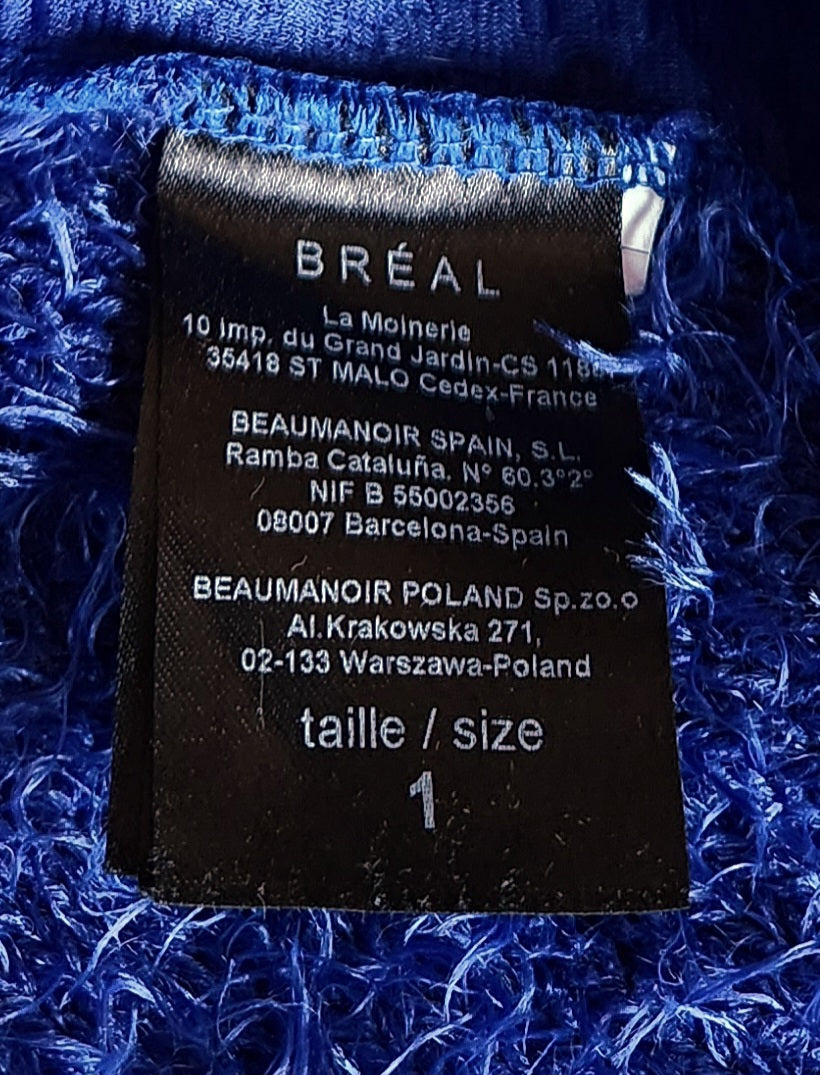 BRÉAL
La Moinerie
10 imp. du Grand Jardin-CS
35418 ST MALO Cedex-France
BEAUMANOIR SPAIN, S.L.
Ramba Cataluña. Nº 60.3º2º
NIF B 55002356
08007 Barcelona-Spain
BEAUMANOIR POLAND Sp.zo.o
Al.Krakowska 271,
02-133 Warszawa-Poland
taille / size
1